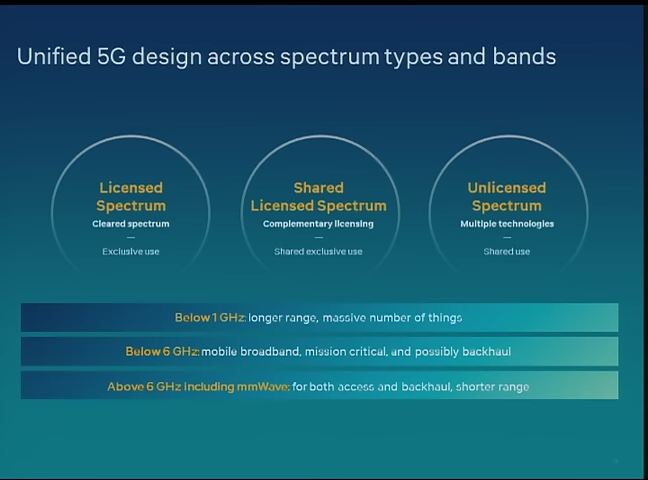 Unified 5G design across spectrum types and bands
Licensed
Spectrum
Cleared spectrum
—
Exclusive use
Shared
Licensed Spectrum
Complementary licensing
—
Shared exclusive use
Unlicensed
Spectrum
Multiple technologies
—
Shared use
Below 1 GHz: longer range, massive number of things
Below 6 GHz: mobile broadband, mission critical, and possibly backhaul
Above 6 GHz including mmWave: for both access and backhaul, shorter range